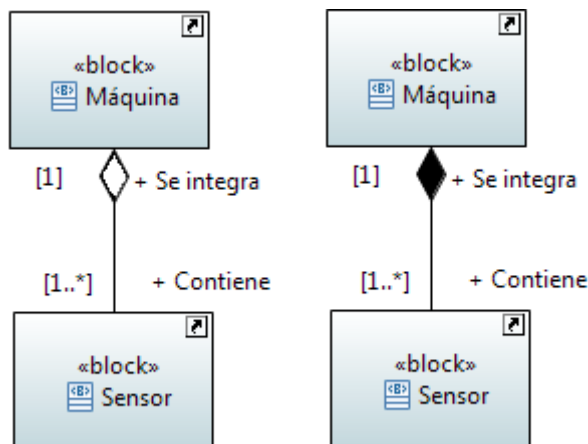 «block»
Máquina
[1]
+ Se integra
[1..*]
+ Contiene
«block»
Sensor
«block»
Máquina
[1]
+ Se integra
[1..*]
+ Contiene
«block»
Sensor